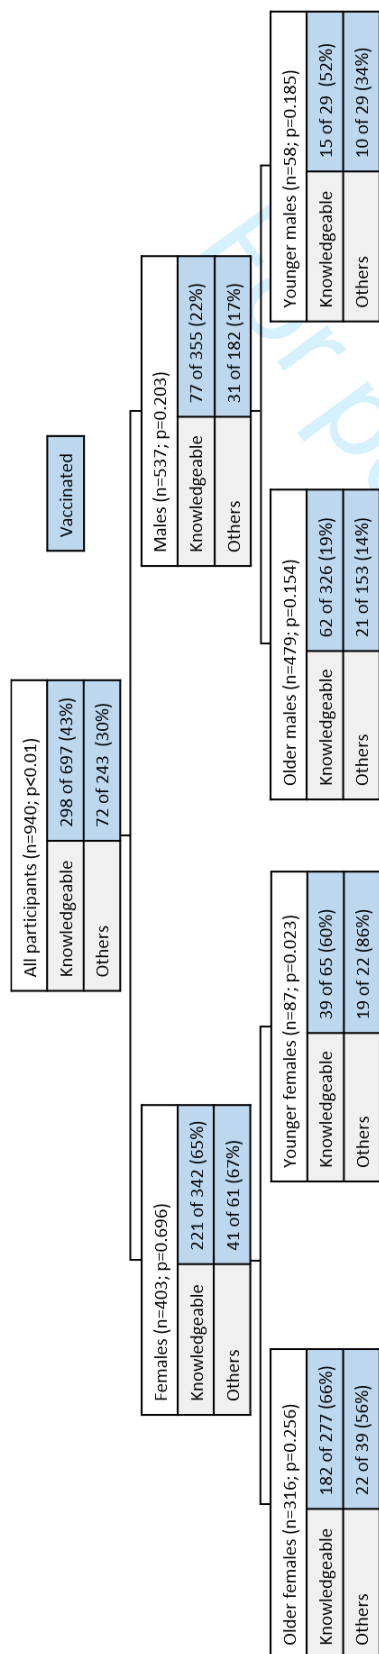 All participants (n=940; p<0.01)
Knowledgeable 298 of 697 (43%)
Others 72 of 243 (30%)
Vaccinated
Females (n=403; p=0.696)
Knowledgeable 221 of 342 (65%)
Others 41 of 61 (67%)
Males (n=537; p=0.203)
Knowledgeable 77 of 355 (22%)
Others 31 of 182 (17%)
Older females (n=316; p=0.256)
Knowledgeable 182 of 277 (66%)
Others 22 of 39 (56%)
Younger females (n=87; p=0.023)
Knowledgeable 39 of 65 (60%)
Others 19 of 22 (86%)
Older males (n=479; p=0.154)
Knowledgeable 62 of 326 (19%)
Others 21 of 153 (14%)
Younger males (n=58; p=0.185)
Knowledgeable 15 of 29 (52%)
Others 10 of 29 (34%)
For pe